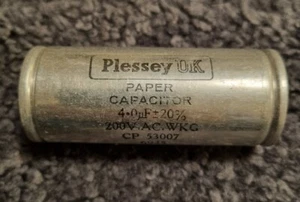 Plessey UK
PAPER
CAPACITOR
4·0µF±20%
200V.AC.WKG
CP 53007